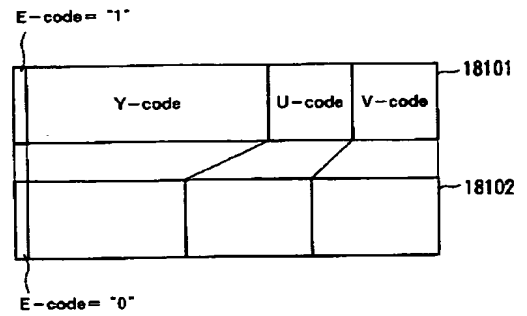 E-code= "1"
Y-code U-code V-code 18101
18102
E-code= "0"